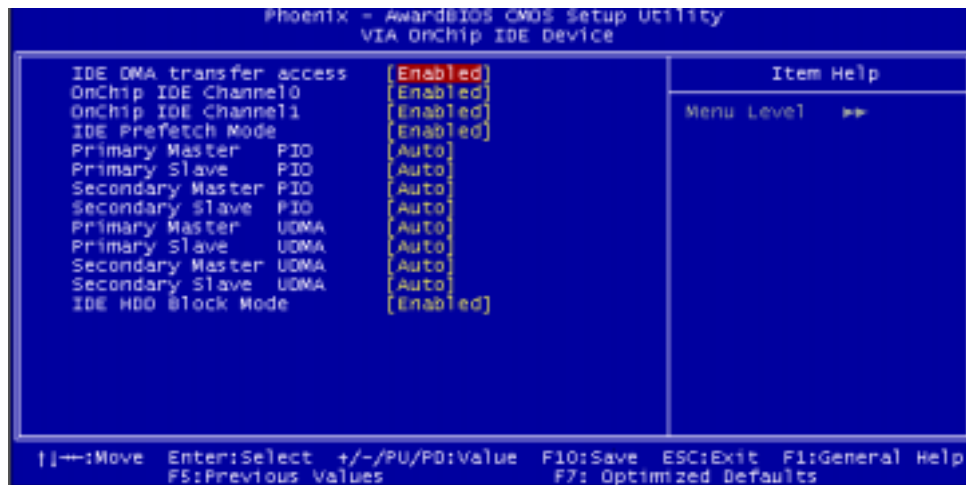 Phoenix - AwardBIOS CMOS Setup Utility
VIA OnChip IDE Device
IDE DMA transfer access [Enabled]
OnChip IDE Channel0 [Enabled]
OnChip IDE Channel1 [Enabled]
IDE Prefetch Mode [Enabled]
Primary Master PIO [Auto]
Primary Slave PIO [Auto]
Secondary Master PIO [Auto]
Secondary Slave PIO [Auto]
Primary Master UDMA [Auto]
Primary Slave UDMA [Auto]
Secondary Master UDMA [Auto]
Secondary Slave UDMA [Auto]
IDE HDD Block Mode [Enabled]
Item Help
Menu Level ►►
↑↓→←:Move Enter:Select +/-/PU/PD:Value F10:Save ESC:Exit F1:General Help
F5:Previous Values F7: Optimized Defaults